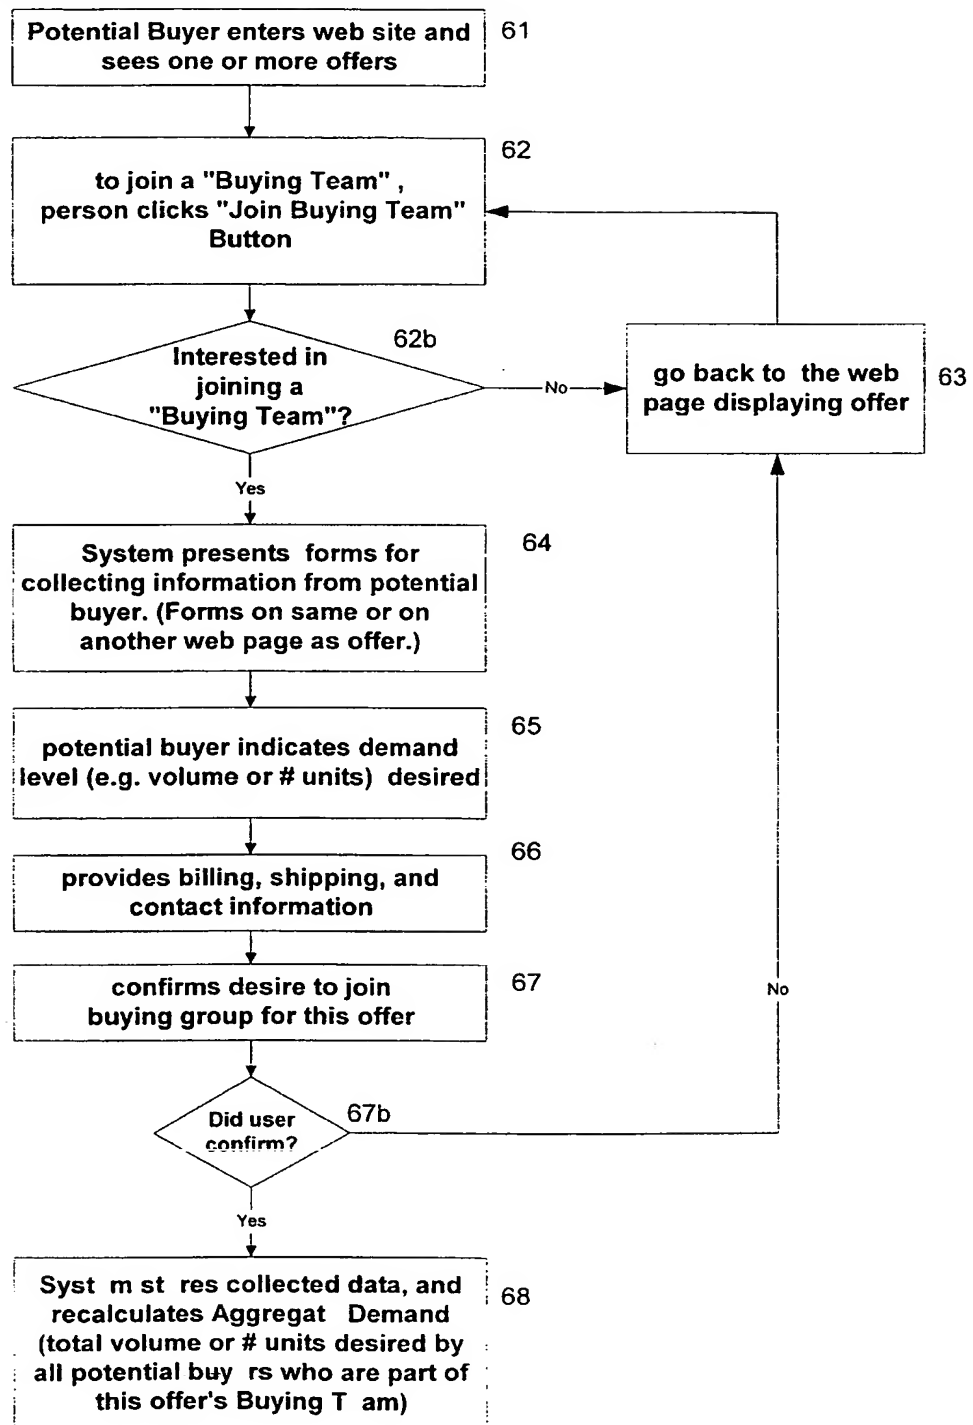 Potential Buyer enters web site and
sees one or more offers
61
to join a "Buying Team" ,
person clicks "Join Buying Team"
Button
62
Interested in
joining a
"Buying Team"?
62b
No
go back to the web
page displaying offer
63
Yes
System presents forms for
collecting information from potential
buyer. (Forms on same or on
another web page as offer.)
64
potential buyer indicates demand
level (e.g. volume or # units) desired
65
provides billing, shipping, and
contact information
66
confirms desire to join
buying group for this offer
67
Did user
confirm?
67b
No
Yes
Syst m st res collected data, and
recalculates Aggregat Demand
(total volume or # units desired by
all potential buy rs who are part of
this offer's Buying T am)
68